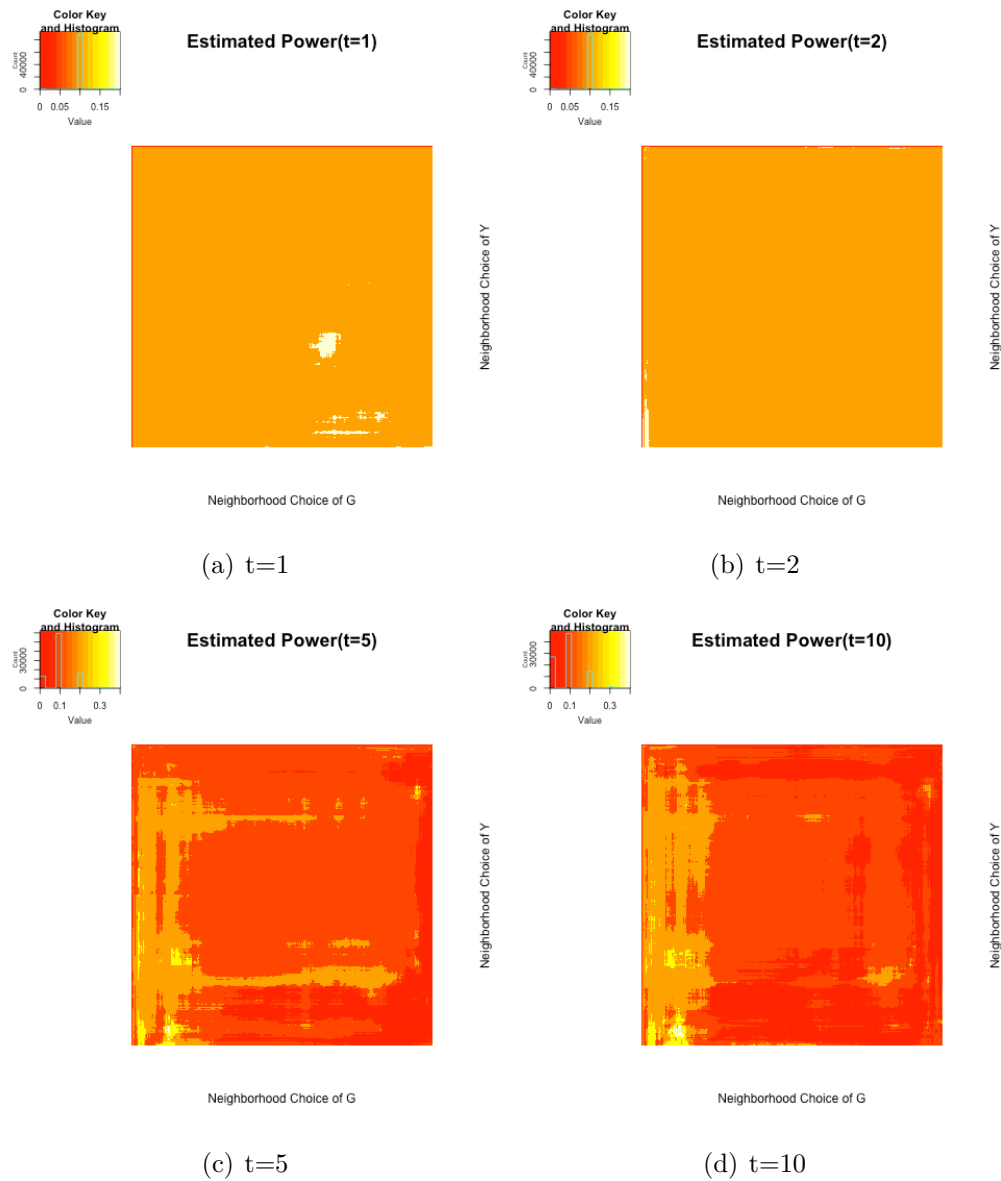 Color Key
and Histogram
Estimated Power(t=1)
Count
0 40000
0 0.05 0.15
Value
Neighborhood Choice of Y
Neighborhood Choice of G
(a) t=1
Color Key
and Histogram
Estimated Power(t=2)
Count
0 40000
0 0.05 0.15
Value
Neighborhood Choice of Y
Neighborhood Choice of G
(b) t=2
Color Key
and Histogram
Estimated Power(t=5)
Count
0 30000
0 0.1 0.3
Value
Neighborhood Choice of Y
Neighborhood Choice of G
(c) t=5
Color Key
and Histogram
Estimated Power(t=10)
Count
0 30000
0 0.1 0.3
Value
Neighborhood Choice of Y
Neighborhood Choice of G
(d) t=10